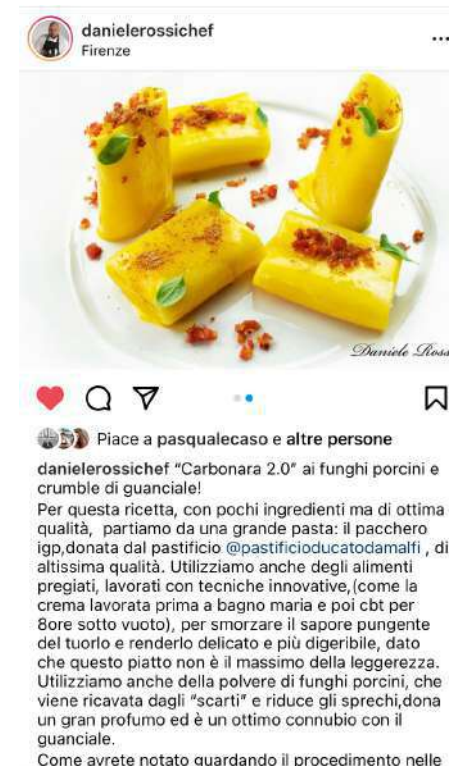 danielerossichef
Firenze
Daniele Rossi
Piace a pasqualecaso e altre persone
danielerossichef “Carbonara 2.0” ai funghi porcini e
crumble di guanciale!
Per questa ricetta, con pochi ingredienti ma di ottima
qualità, partiamo da una grande pasta: il pacchero
igp,donata dal pastificio @pastificioducatodamalfi , di
altissima qualità. Utilizziamo anche degli alimenti
pregiati, lavorati con tecniche innovative,(come la
crema lavorata prima a bagno maria e poi cbt per
8ore sotto vuoto), per smorzare il sapore pungente
del tuorlo e renderlo delicato e più digeribile, dato
che questo piatto non è il massimo della leggerezza.
Utilizziamo anche della polvere di funghi porcini, che
viene ricavata dagli “scarti” e riduce gli sprechi,dona
un gran profumo ed è un ottimo connubio con il
guanciale.
Come avrete notato guardando il procedimento nelle